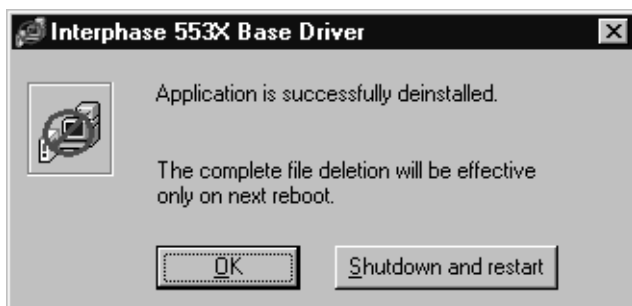 Interphase 553X Base Driver
Application is successfully deinstalled.
The complete file deletion will be effective
only on next reboot.
OK
Shutdown and restart